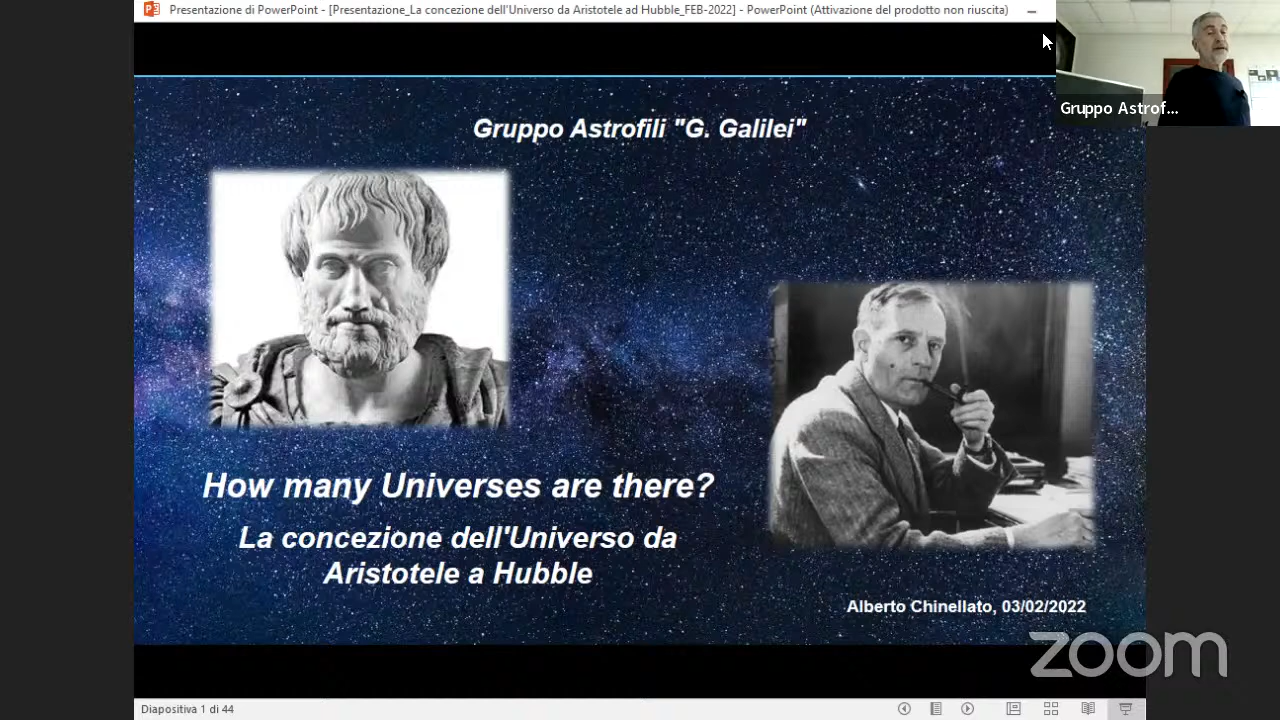 Presentazione di PowerPoint - [Presentazione_La concezione dell'Universo da Aristotele ad Hubble_FEB-2022] - PowerPoint (Attivazione del prodotto non riuscita)
Gruppo Astrof...
Gruppo Astrofili "G. Galilei"
How many Universes are there?
La concezione dell'Universo da
Aristotele a Hubble
Alberto Chinellato, 03/02/2022
zoom
Diapositiva 1 di 44